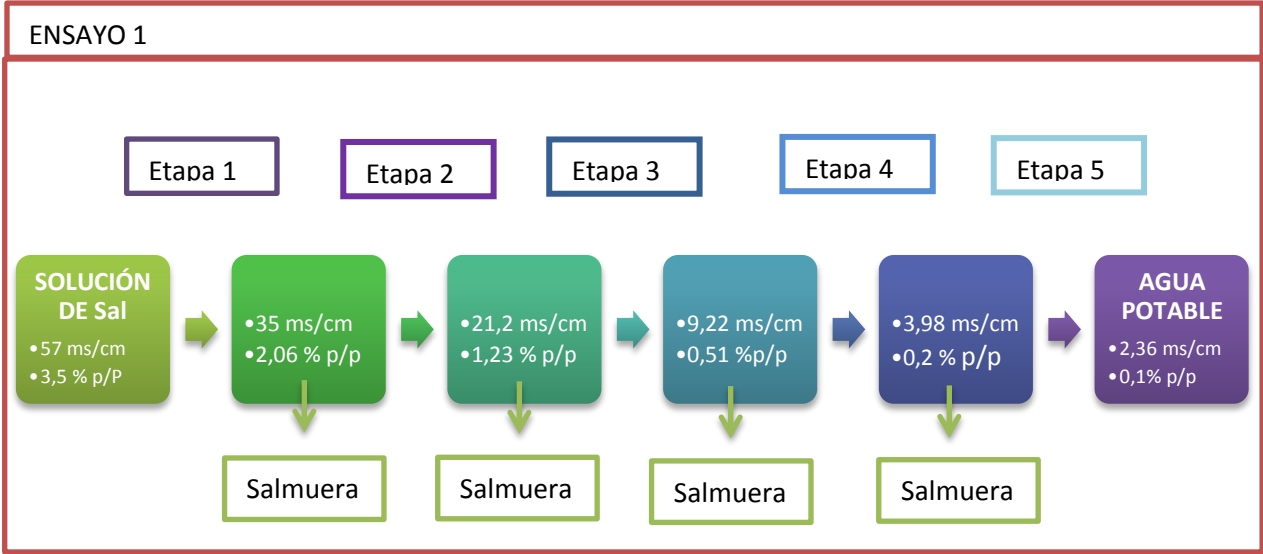 ENSAYO 1
Etapa 1
Etapa 2
Etapa 3
Etapa 4
Etapa 5
SOLUCIÓN
DE Sal
•57 ms/cm
•3,5 % p/P
•35 ms/cm
•2,06 % p/p
•21,2 ms/cm
•1,23 % p/p
•9,22 ms/cm
•0,51 %p/p
•3,98 ms/cm
•0,2 % p/p
AGUA
POTABLE
•2,36 ms/cm
•0,1% p/p
Salmuera
Salmuera
Salmuera
Salmuera